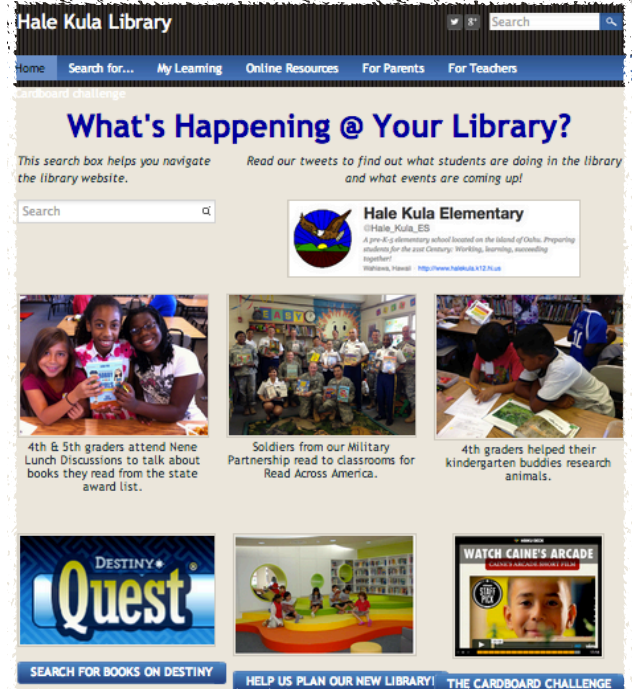 Hale Kula Library
Search
Home Search for... My Learning Online Resources For Parents For Teachers
Cardboard challenge
What's Happening @ Your Library?
This search box helps you navigate
the library website.
Read our tweets to find out what students are doing in the library
and what events are coming up!
Search
Hale Kula Elementary
@Hale_Kula_ES
A pre-K-5 elementary school located on the island of Oahu. Preparing
students for the 21st Century: Working, learning, succeeding
together!
Wahiawa, Hawaii · http://www.halekula.k12.hi.us
EASY
4th & 5th graders attend Nene
Lunch Discussions to talk about
books they read from the state
award list.
Soldiers from our Military
Partnership read to classrooms for
Read Across America.
4th graders helped their
kindergarten buddies research
animals.
DESTINY
Quest®
WATCH CAINE'S ARCADE
CAINE'S ARCADE SHORT FILM
STAFF
PICK
SEARCH FOR BOOKS ON DESTINY
HELP US PLAN OUR NEW LIBRARY!
THE CARDBOARD CHALLENGE